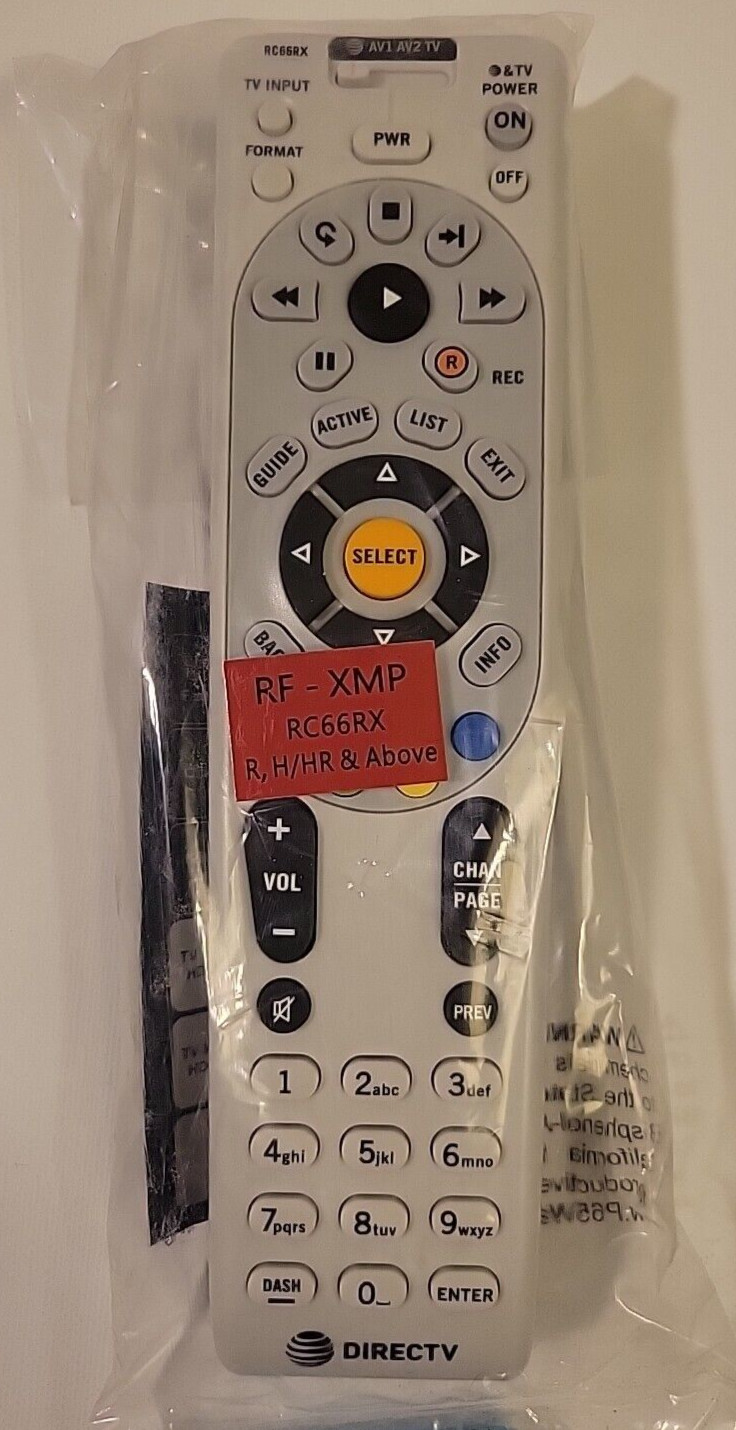 RC66RX
AV1 AV2 TV
TV INPUT
&TV
POWER
PWR
ON
FORMAT
OFF
R
REC
ACTIVE
LIST
GUIDE
EXIT
SELECT
INFO
RF - XMP
RC66RX
R, H/HR & Above
+
VOL
−
CHAN
PAGE
PREV
1
2abc
3def
4ghi
5jkl
6mno
7pqrs
8tuv
9wxyz
DASH
0_
ENTER
DIRECTV